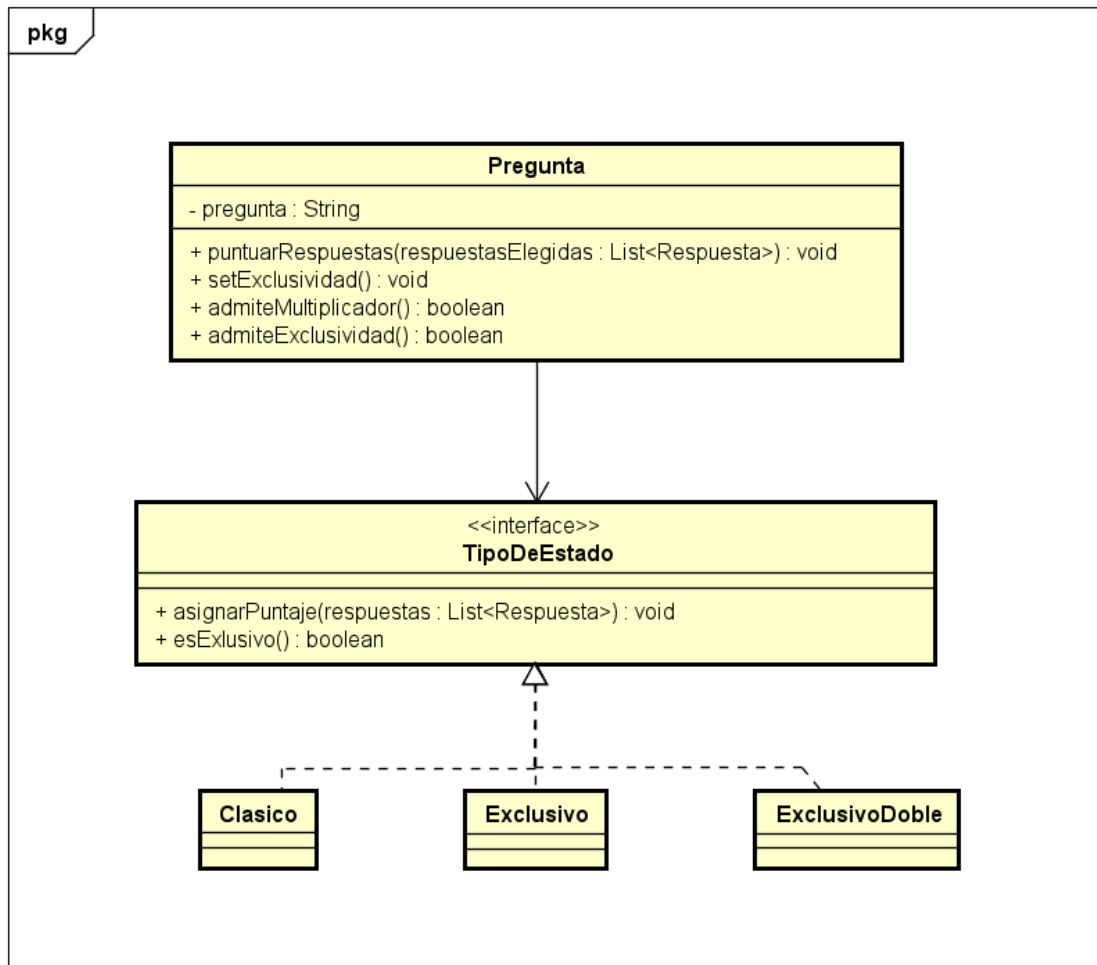 pkg
Pregunta
- pregunta : String
+ puntuarRespuestas(respuestasElegidas : List<Respuesta>) : void
+ setExclusividad() : void
+ admiteMultiplicador() : boolean
+ admiteExclusividad() : boolean
<<interface>>
TipoDeEstado
+ asignarPuntaje(respuestas : List<Respuesta>) : void
+ esExlusivo() : boolean
Clasico
Exclusivo
ExclusivoDoble